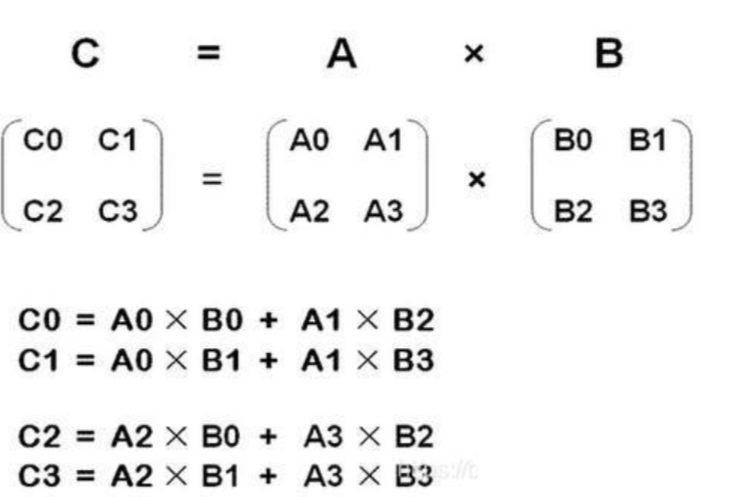 C = A × B
C0 C1 A0 A1 B0 B1
= ×
C2 C3 A2 A3 B2 B3
C0 = A0 × B0 + A1 × B2
C1 = A0 × B1 + A1 × B3
C2 = A2 × B0 + A3 × B2
C3 = A2 × B1 + A3 × B3